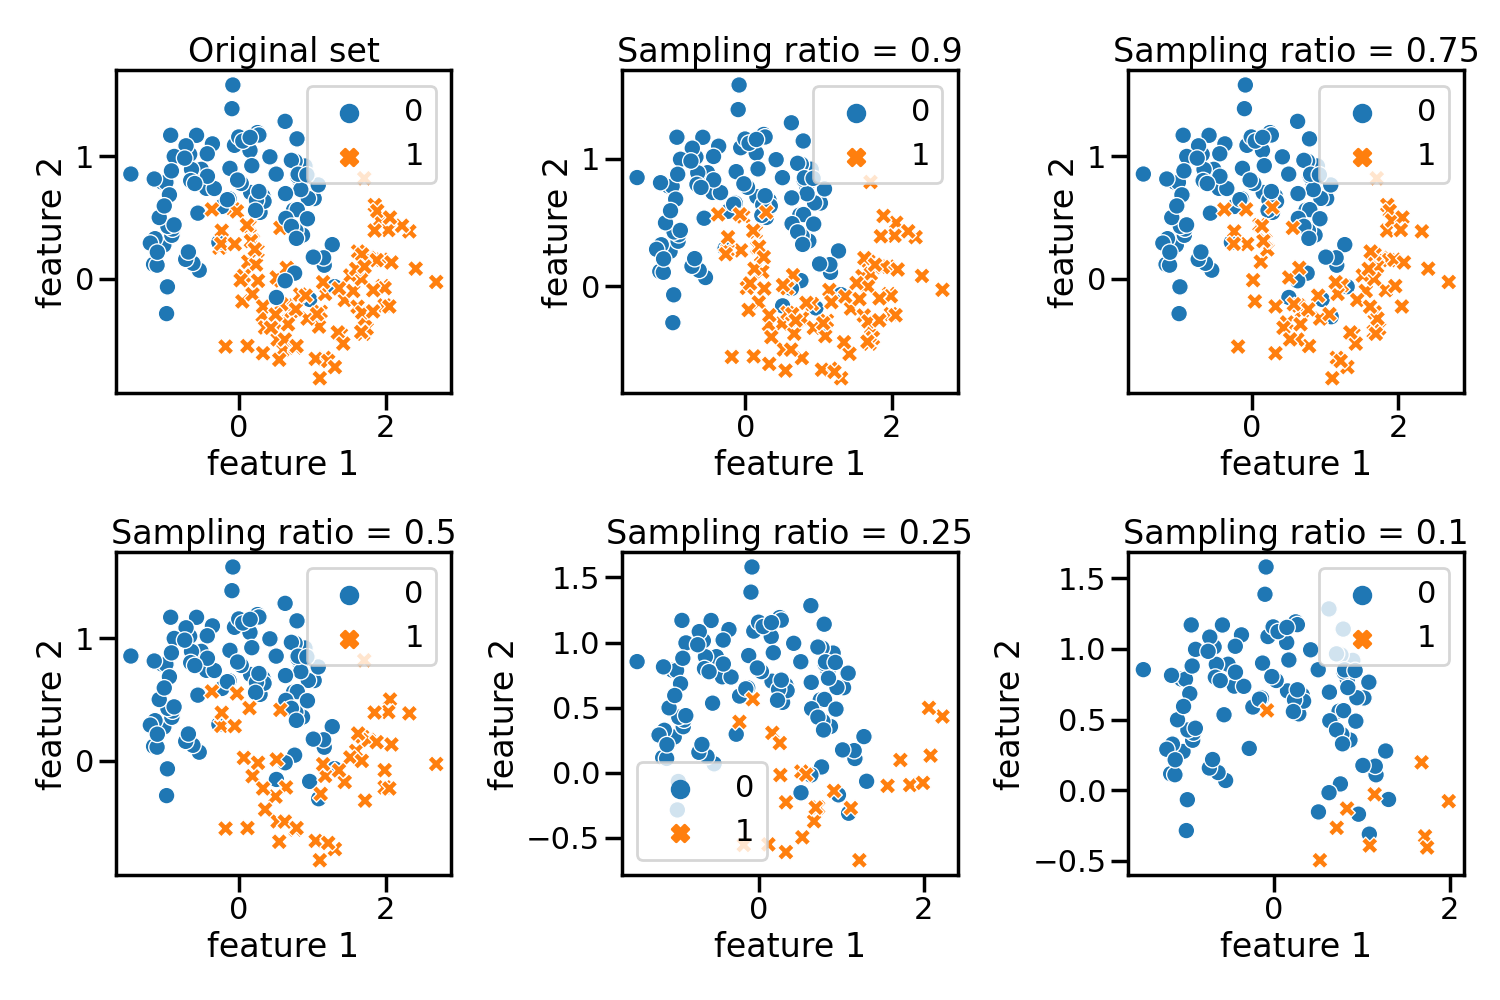 Original set
0
1
1
0
feature 2
0 2
feature 1
Sampling ratio = 0.9
0
1
1
0
feature 2
0 2
feature 1
Sampling ratio = 0.75
0
1
1
0
feature 2
0 2
feature 1
Sampling ratio = 0.5
0
1
1
0
feature 2
0 2
feature 1
Sampling ratio = 0.25
1.5
1.0
0.5
0.0
−0.5
feature 2
0
1
0 2
feature 1
Sampling ratio = 0.1
0
1
1.5
1.0
0.5
0.0
−0.5
feature 2
0 2
feature 1